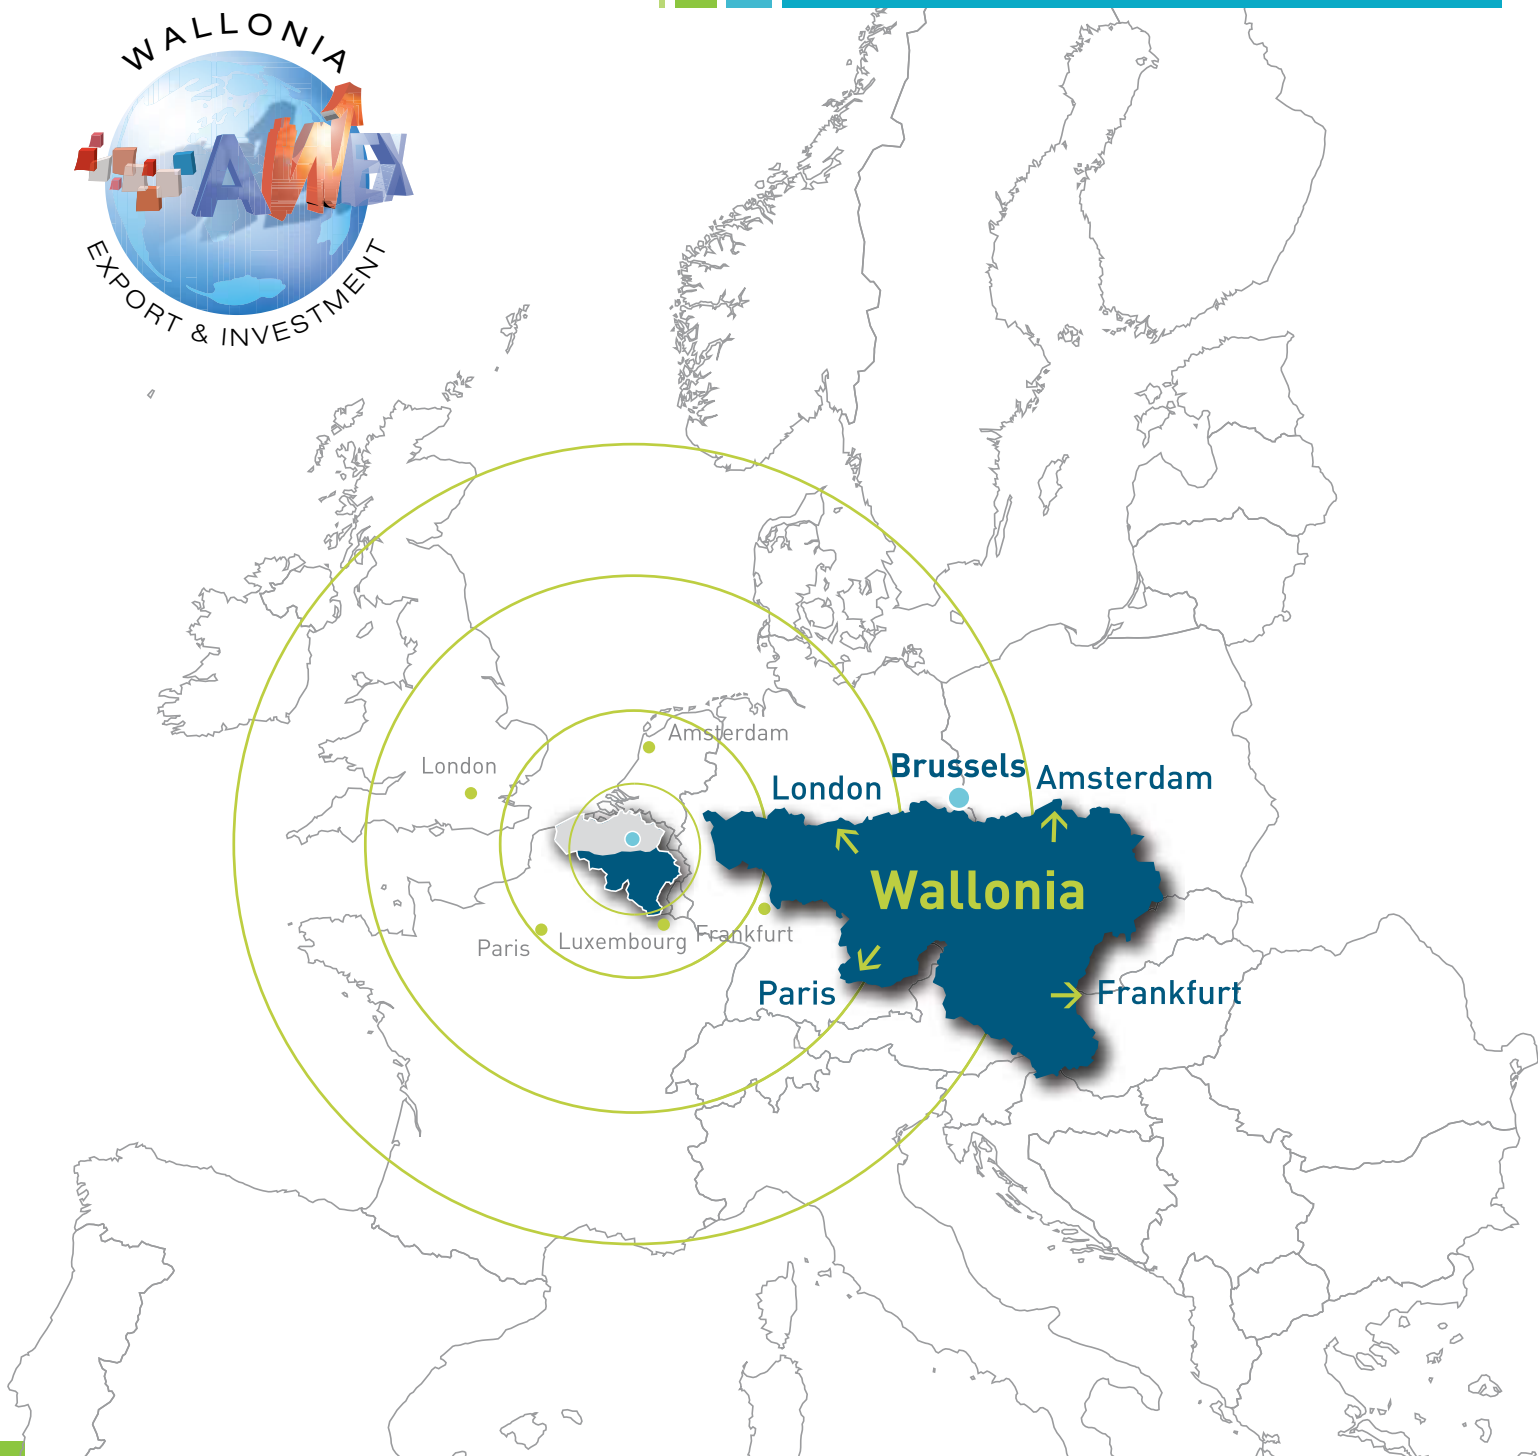 WALLONIA
AWEX
EXPORT & INVESTMENT
Amsterdam
London
Brussels
London
Amsterdam
Wallonia
Paris
Luxembourg
Frankfurt
Paris
Frankfurt